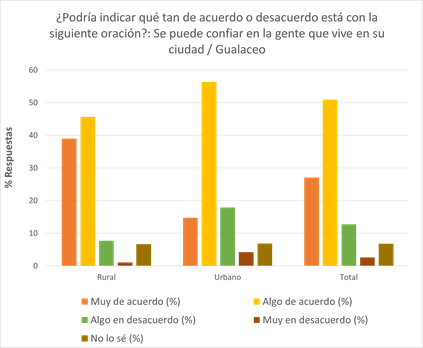 ¿Podría indicar qué tan de acuerdo o desacuerdo está con la
siguiente oración?: Se puede confiar en la gente que vive en su
ciudad / Gualaceo
60
50
40
30
20
10
0
% Respuestas
Rural
Urbano
Total
Muy de acuerdo (%)
Algo de acuerdo (%)
Algo en desacuerdo (%)
Muy en desacuerdo (%)
No lo sé (%)